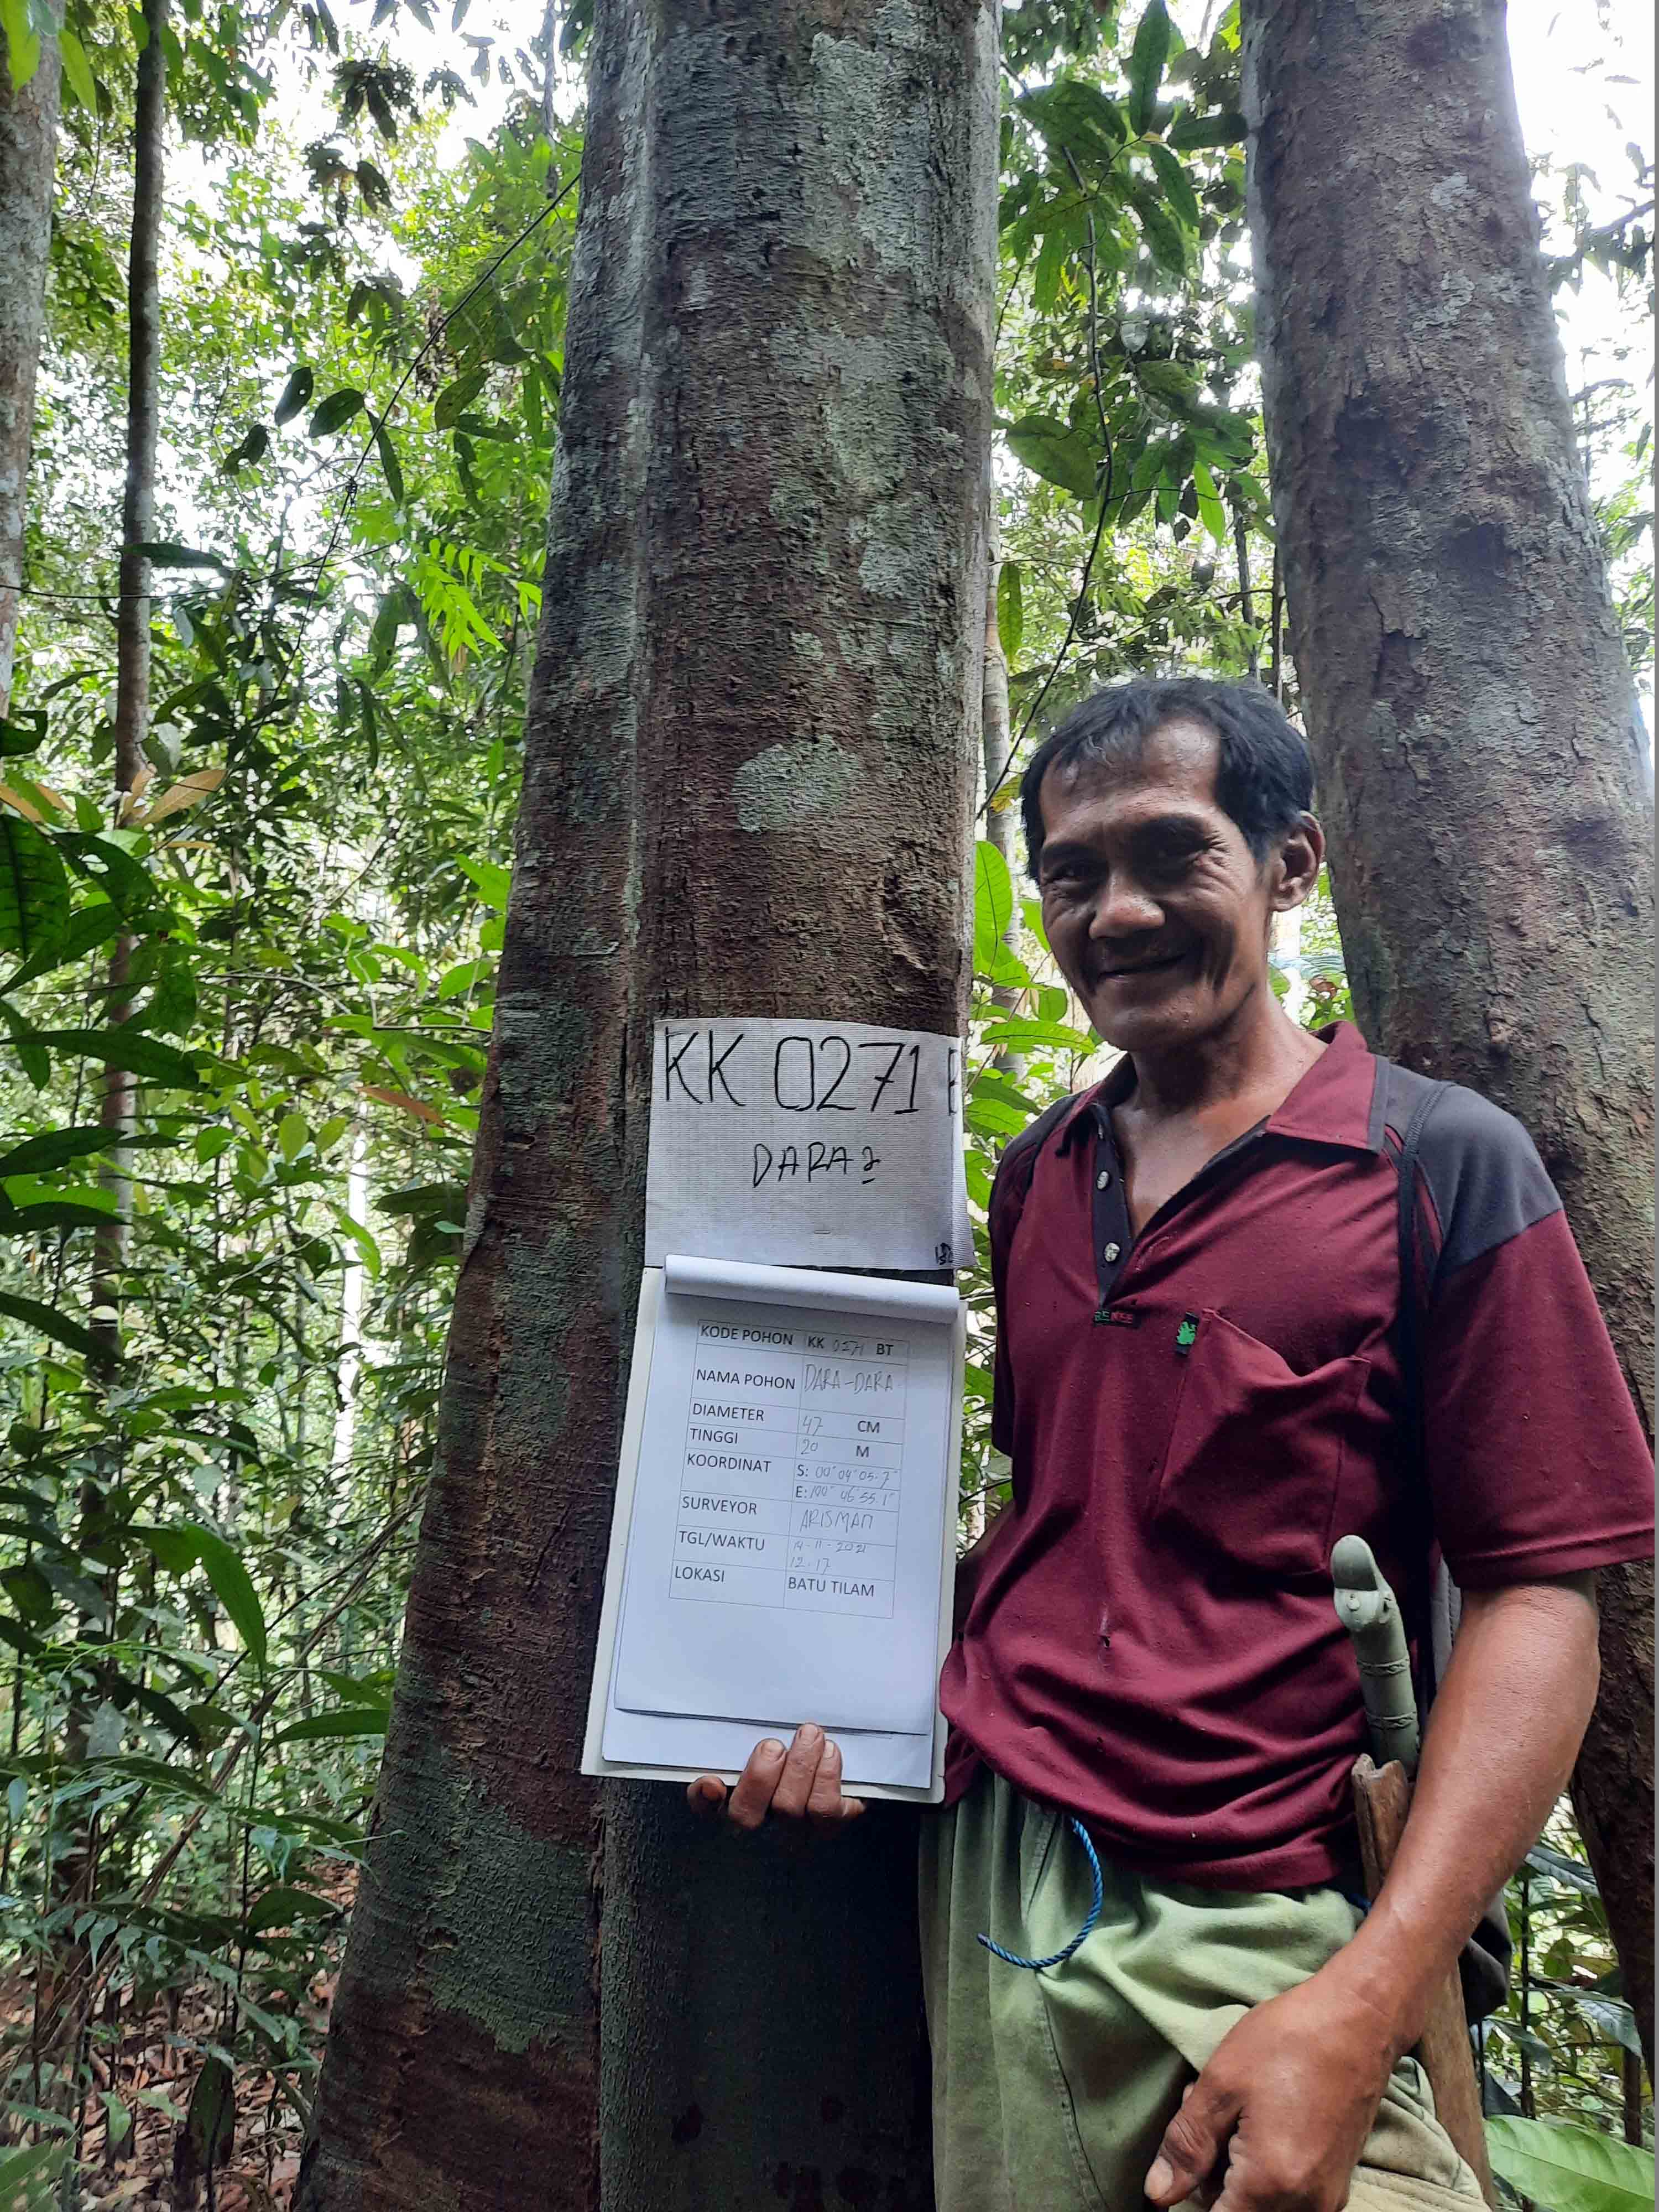 KK 0271 B
DARA2
KODE POHON KK 0271 BT
NAMA POHON DARA-DARA
DIAMETER 47 CM
TINGGI 20 M
KOORDINAT S: 00° 04' 05.7"
E: 100° 46' 55.1"
SURVEYOR ARISMAN
TGL/WAKTU 14-11-2021
12.17
LOKASI BATU TILAM